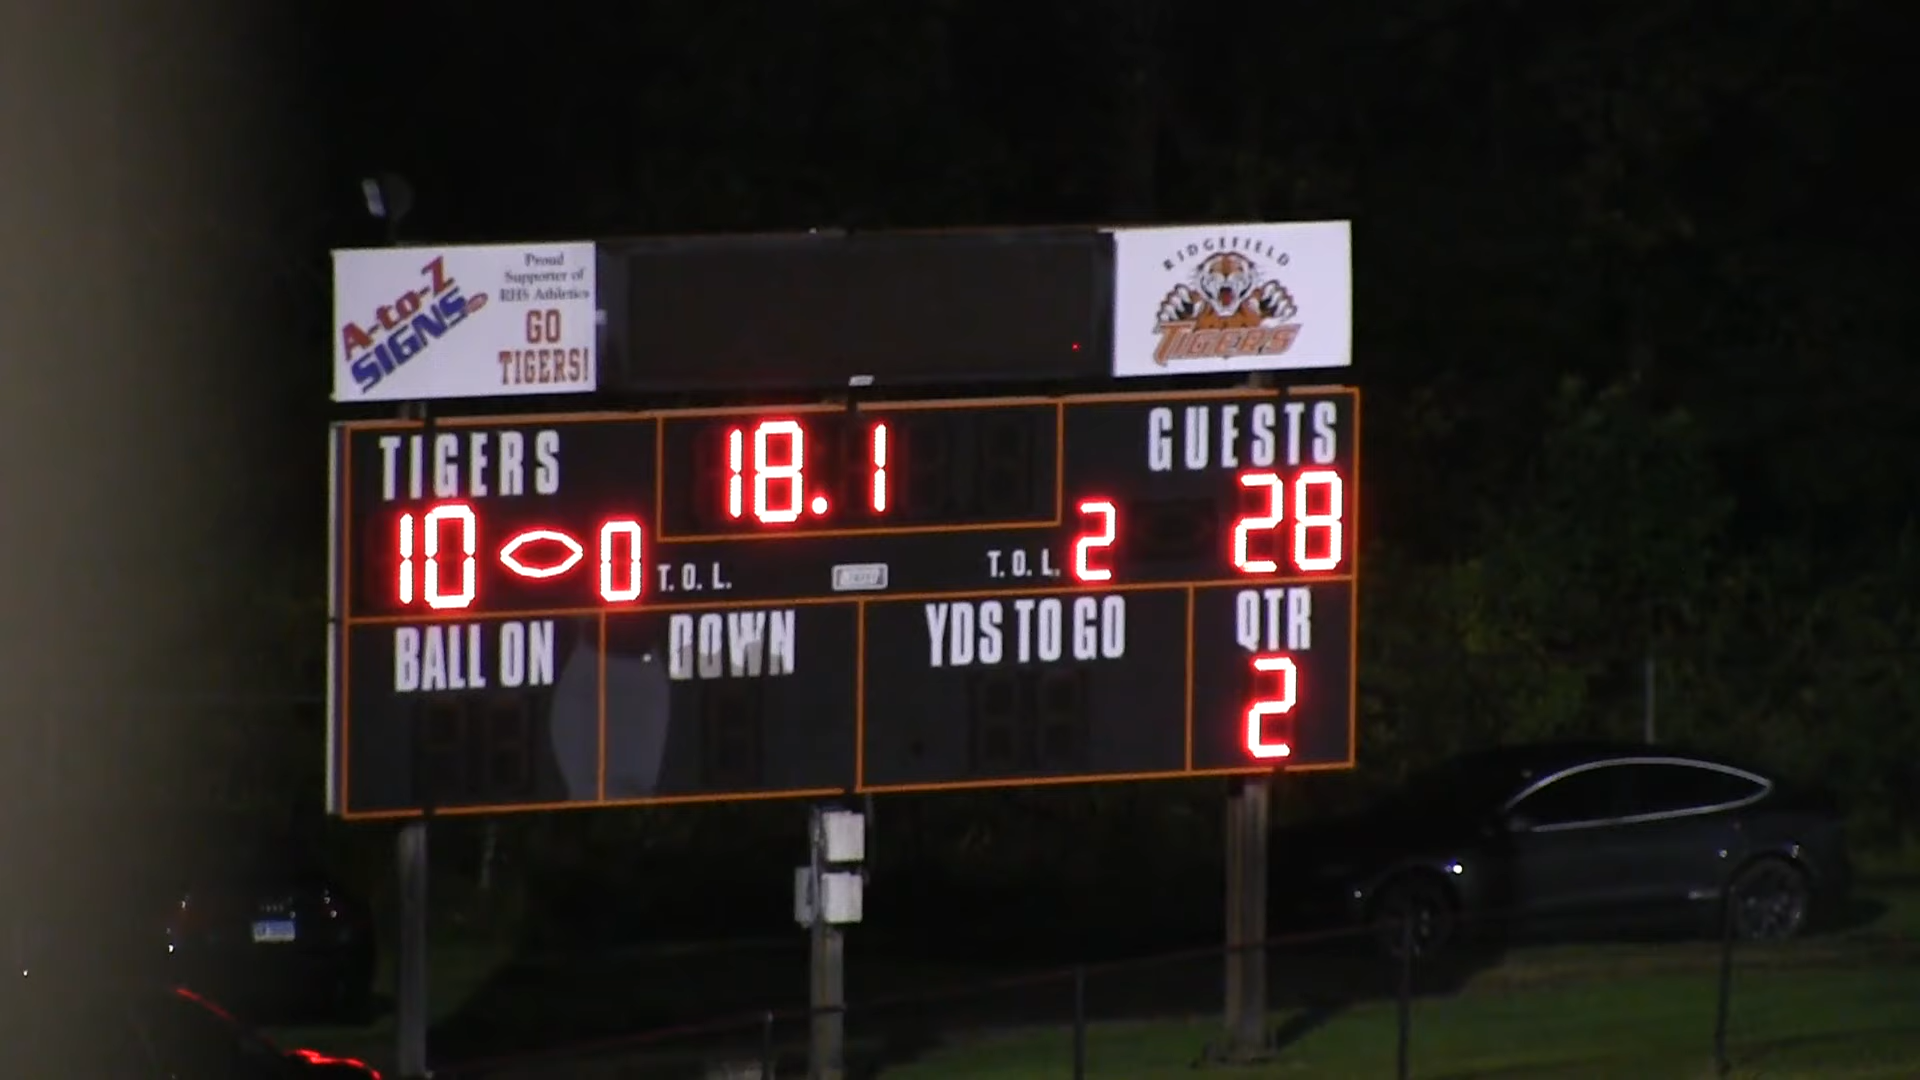 A-to-Z
SIGNS
Proud
Supporter of
RHS Athletics
GO
TIGERS!
RIDGEFIELD
TIGERS
TIGERS
18.1
GUESTS
10 0 T.O.L.
T.O.L. 2 28
BALL ON
DOWN
YDS TO GO
QTR
2